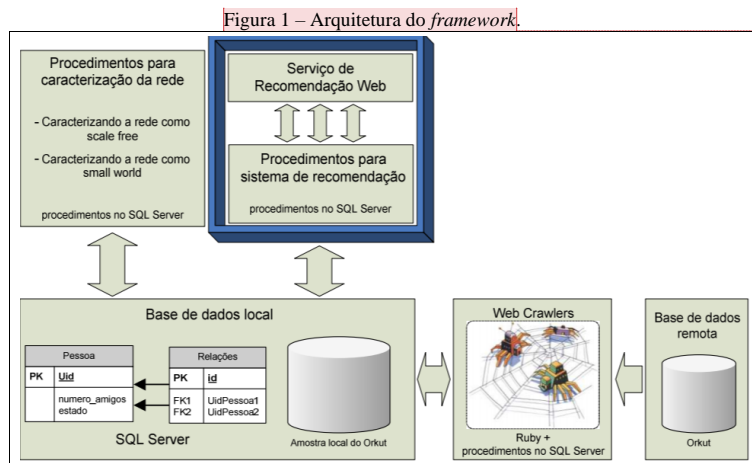 Figura 1 – Arquitetura do framework.
Procedimentos para
caracterização da rede
- Caracterizando a rede como
scale free
- Caracterizando a rede como
small world
procedimentos no SQL Server
Serviço de
Recomendação Web
Procedimentos para
sistema de recomendação
procedimentos no SQL Server
Base de dados local
Pessoa
PK Uid
numero_amigos
estado
Relações
PK id
FK1 UidPessoa1
FK2 UidPessoa2
SQL Server
Amostra local do Orkut
Web Crawlers
Ruby +
procedimentos no SQL Server
Base de dados
remota
Orkut